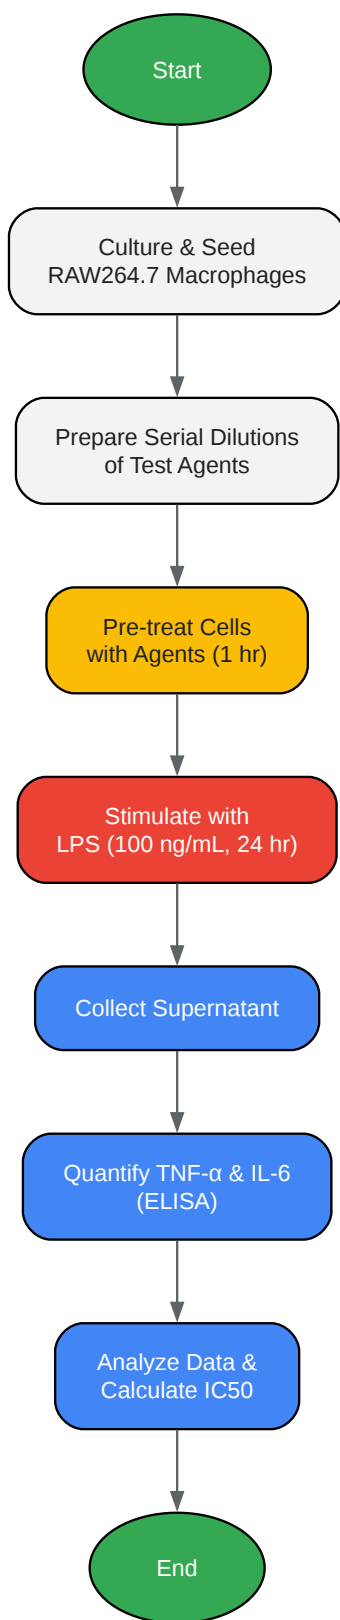 Start
Culture & Seed
RAW264.7 Macrophages
Prepare Serial Dilutions
of Test Agents
Pre-treat Cells
with Agents (1 hr)
Stimulate with
LPS (100 ng/mL, 24 hr)
Collect Supernatant
Quantify TNF-α & IL-6
(ELISA)
Analyze Data &
Calculate IC50
End